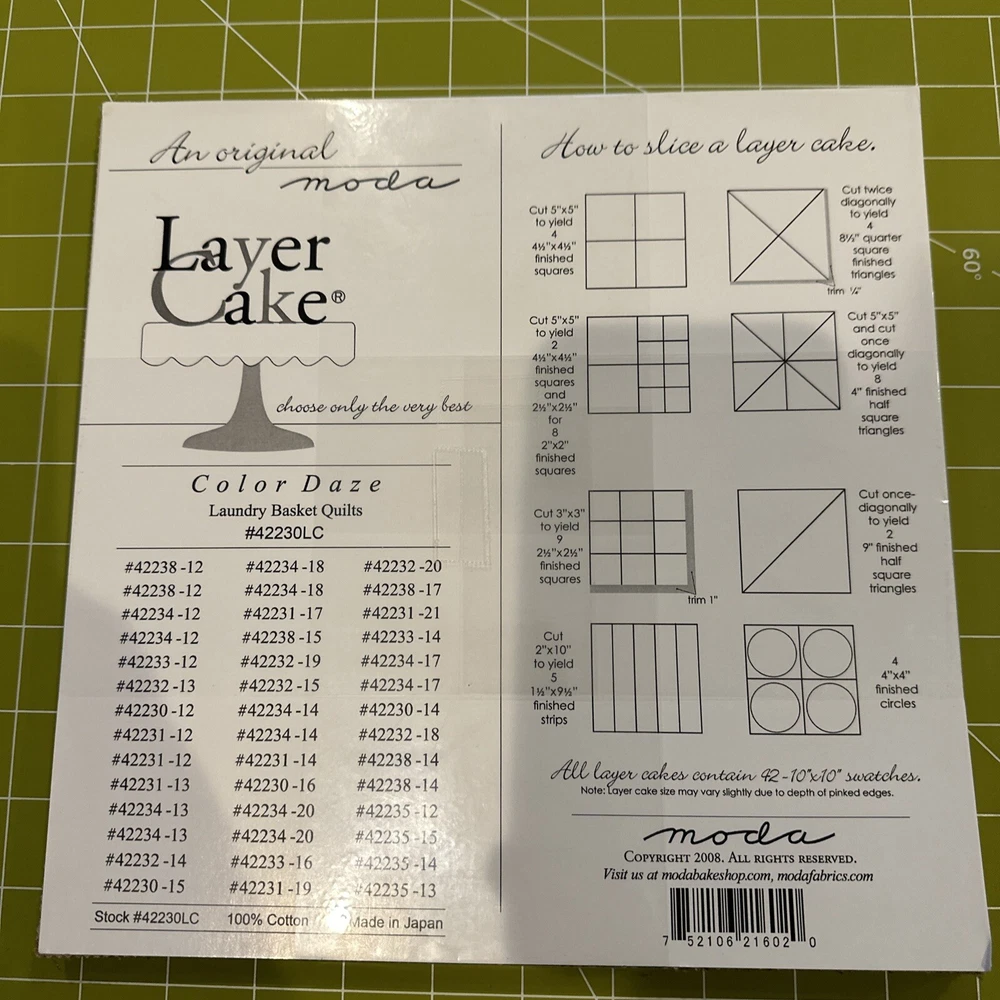 An original
moda
Layer
Cake®
choose only the very best
Color Daze
Laundry Basket Quilts
#42230LC
#42238 -12 #42234 -18 #42232 -20
#42238 -12 #42234 -18 #42238 -17
#42234 -12 #42231 -17 #42231 -21
#42234 -12 #42238 -15 #42233 -14
#42233 -12 #42232 -19 #42234 -17
#42232 -13 #42232 -15 #42234 -17
#42230 -12 #42234 -14 #42230 -14
#42231 -12 #42234 -14 #42232 -18
#42231 -12 #42231 -14 #42238 -14
#42231 -13 #42230 -16 #42238 -14
#42234 -13 #42234 -20 #42235 -12
#42234 -13 #42234 -20 #42235 -15
#42232 -14 #42233 -16 #42235 -14
#42230 -15 #42231 -19 #42235 -13
Stock #42230LC 100% Cotton Made in Japan
How to slice a layer cake.
Cut 5"x5"
to yield
4
4½"x4½"
finished
squares
Cut twice
diagonally
to yield
4
8½" quarter
square
finished
triangles
trim ¼"
Cut 5"x5"
to yield
2
4½"x4½"
finished
squares
and
2½"x2½"
for
8
2"x2"
finished
squares
Cut 5"x5"
and cut
once
diagonally
to yield
8
4" finished
half
square
triangles
Cut 3"x3"
to yield
9
2½"x2½"
finished
squares
trim 1"
Cut once-
diagonally
to yield
2
9" finished
half
square
triangles
Cut
2"x10"
to yield
5
1½"x9½"
finished
strips
4
4"x4"
finished
circles
All layer cakes contain 42-10"x10" swatches.
Note: Layer cake size may vary slightly due to depth of pinked edges.
moda
COPYRIGHT 2008. ALL RIGHTS RESERVED.
Visit us at modabakeshop.com, modafabrics.com
7 52106 21602 0
60°